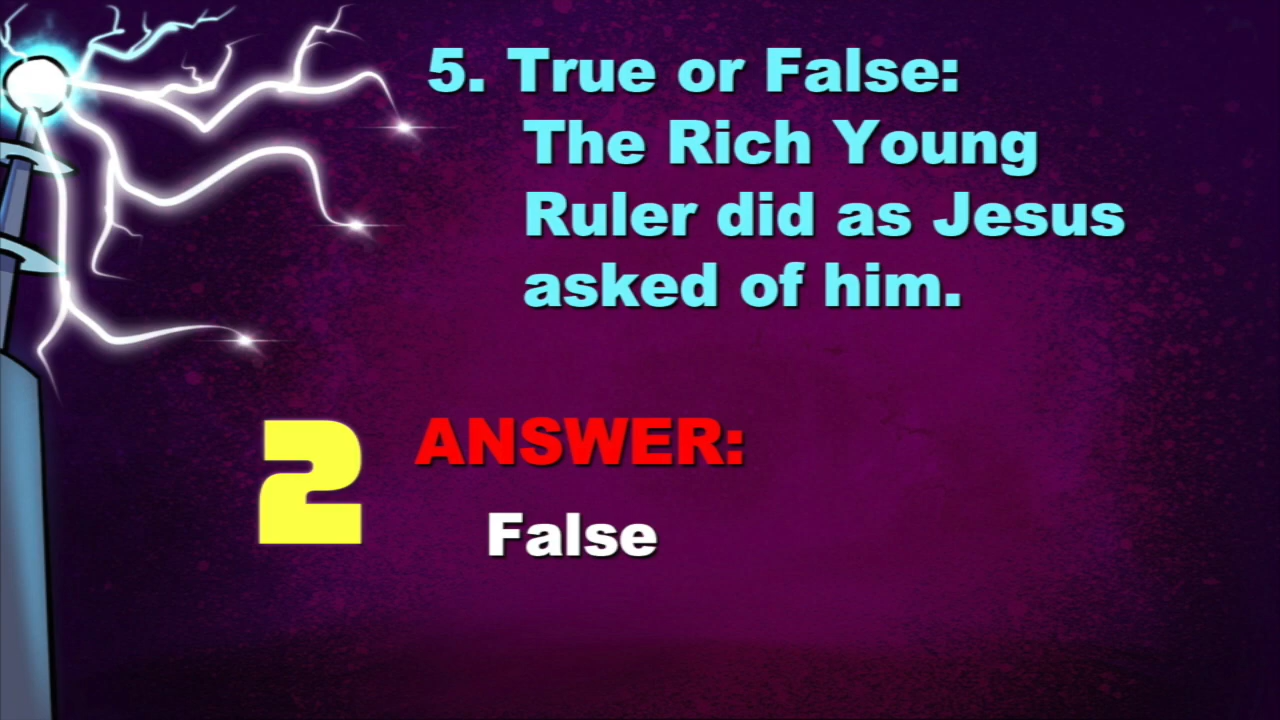 5. True or False:
The Rich Young
Ruler did as Jesus
asked of him.
2
ANSWER:
False